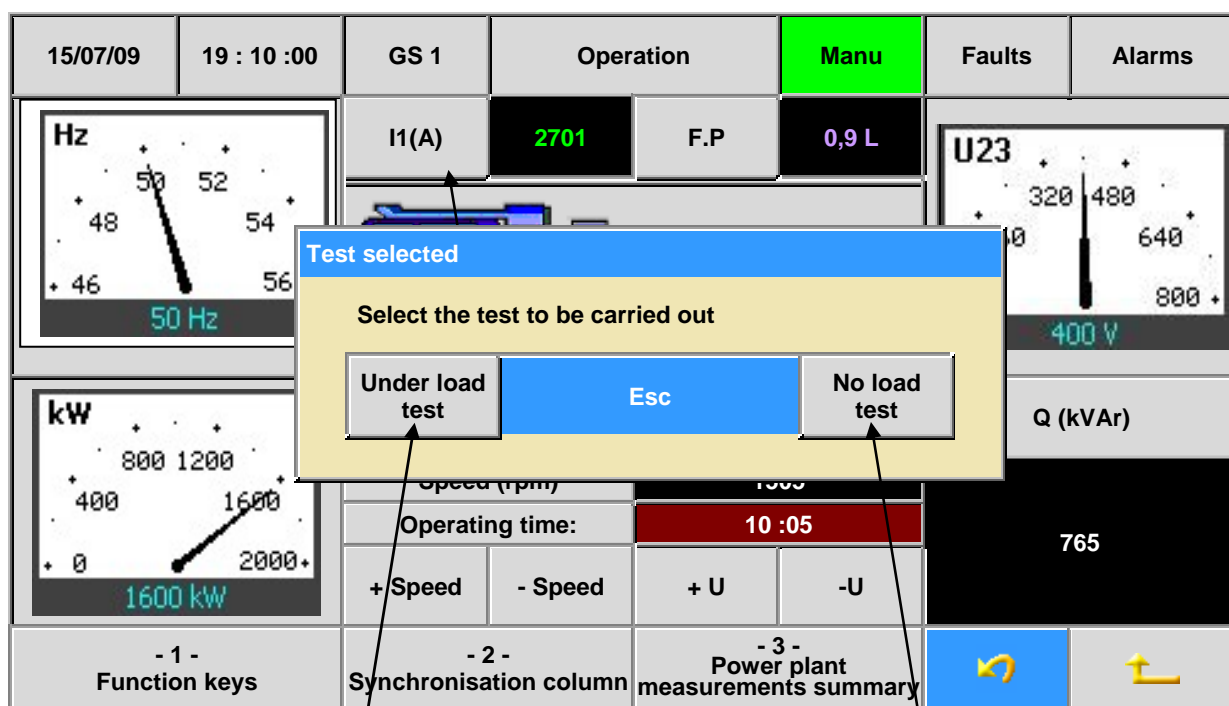 15/07/09
19 : 10 :00
GS 1
Operation
Manu
Faults
Alarms
Hz
46
48
50
52
54
56
50 Hz
I1(A)
2701
F.P
0,9 L
U23
320
480
640
800
400 V
Test selected
Select the test to be carried out
Under load
test
Esc
No load
test
kW
0
400
800
1200
1600
2000
1600 kW
Speed (rpm)
Operating time:
10 :05
Q (kVAr)
765
+ Speed
- Speed
+ U
-U
- 1 -
Function keys
- 2 -
Synchronisation column
- 3 -
Power plant
measurements summary